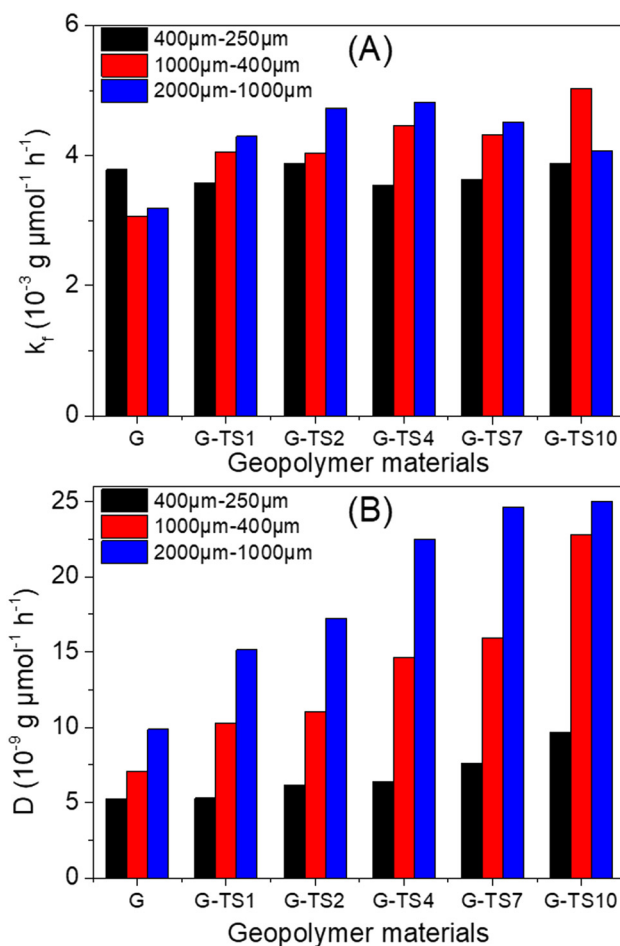 (A)
400µm-250µm
1000µm-400µm
2000µm-1000µm
6
4
2
0
k_f (10⁻³ g µmol⁻¹ h⁻¹)
G G-TS1 G-TS2 G-TS4 G-TS7 G-TS10
Geopolymer materials
(B)
400µm-250µm
1000µm-400µm
2000µm-1000µm
25
20
15
10
5
0
D (10⁻⁹ g µmol⁻¹ h⁻¹)
G G-TS1 G-TS2 G-TS4 G-TS7 G-TS10
Geopolymer materials